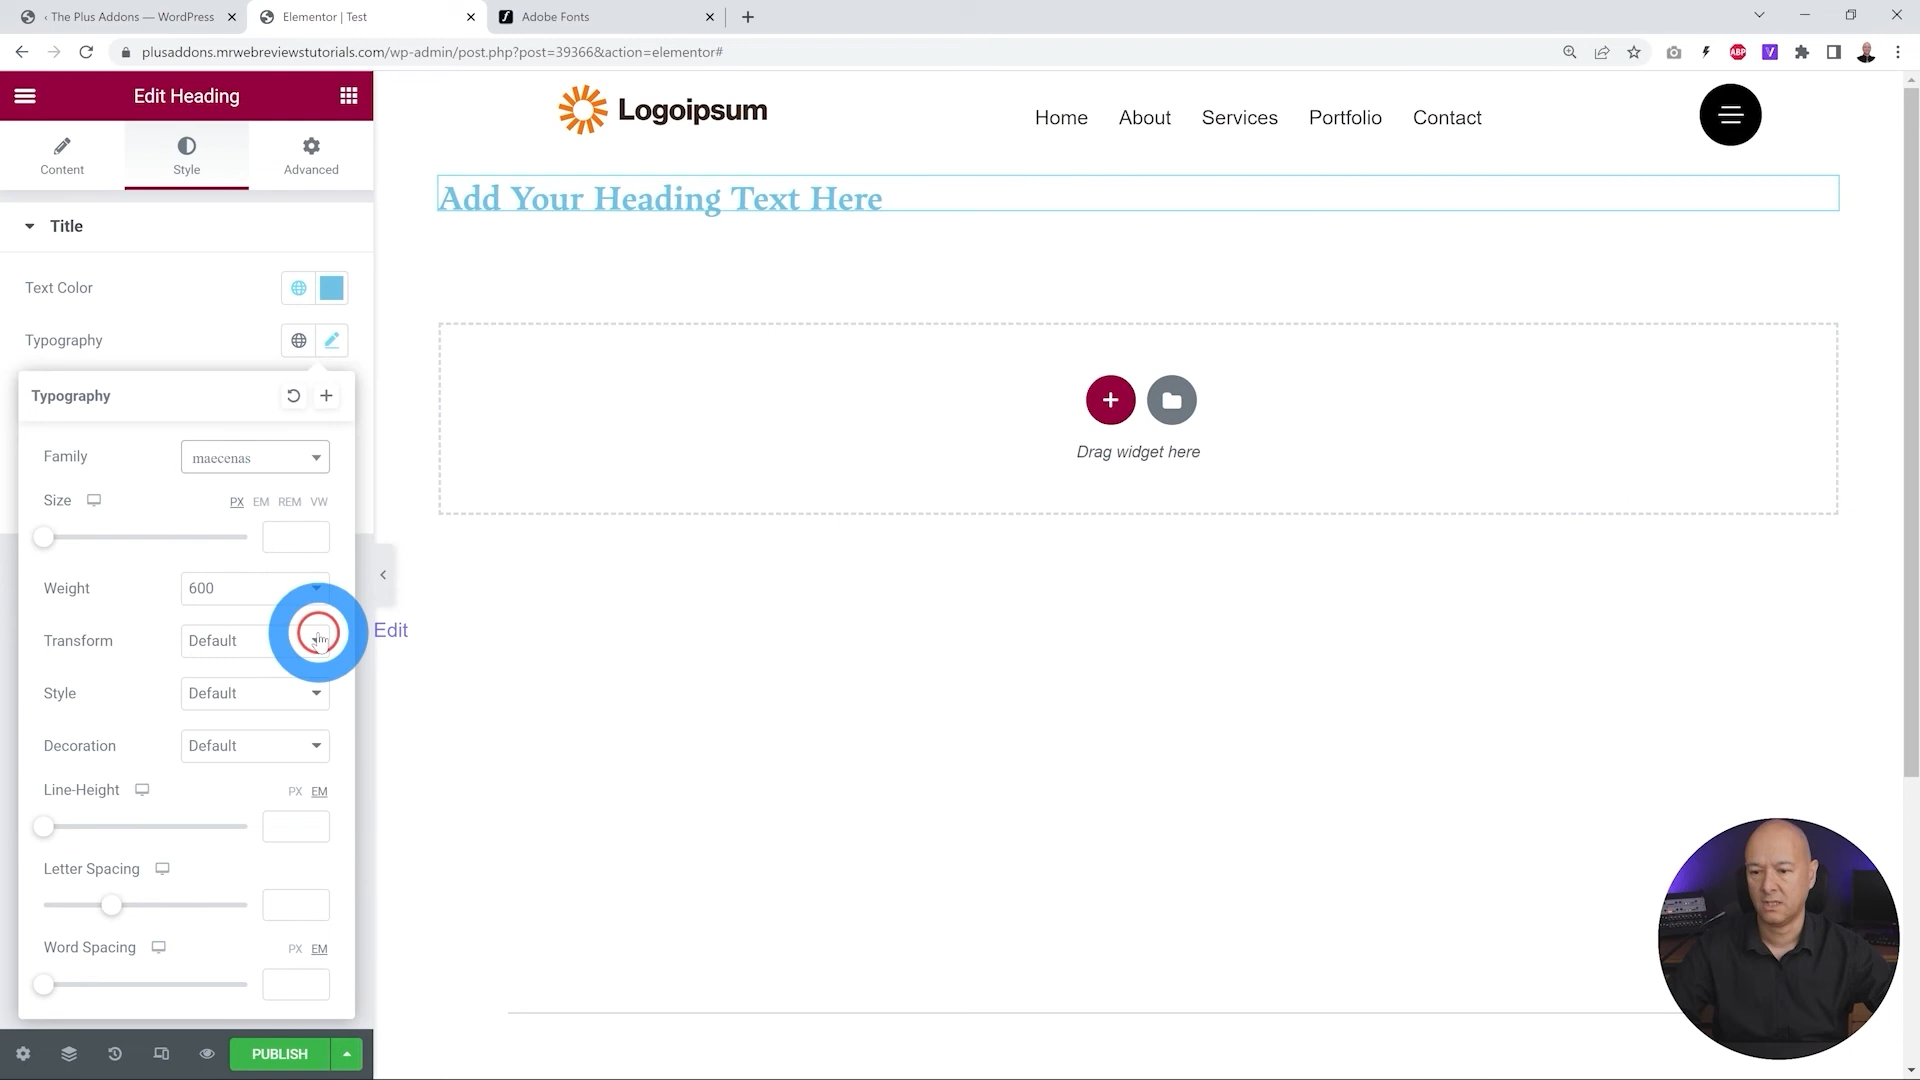 ‹ The Plus Addons — WordPress
Elementor | Test
Adobe Fonts
plusaddons.mrwebreviewstutorials.com/wp-admin/post.php?post=39366&action=elementor#
ABP
Edit Heading
Content
Style
Advanced
Title
Text Color
Typography
Typography
Family
maecenas
Size
PX EM REM VW
Weight
600
Transform
Default
Style
Default
Decoration
Default
Line-Height
PX EM
Letter Spacing
Word Spacing
PX EM
PUBLISH
Logoipsum
Home
About
Services
Portfolio
Contact
Add Your Heading Text Here
Drag widget here
Edit